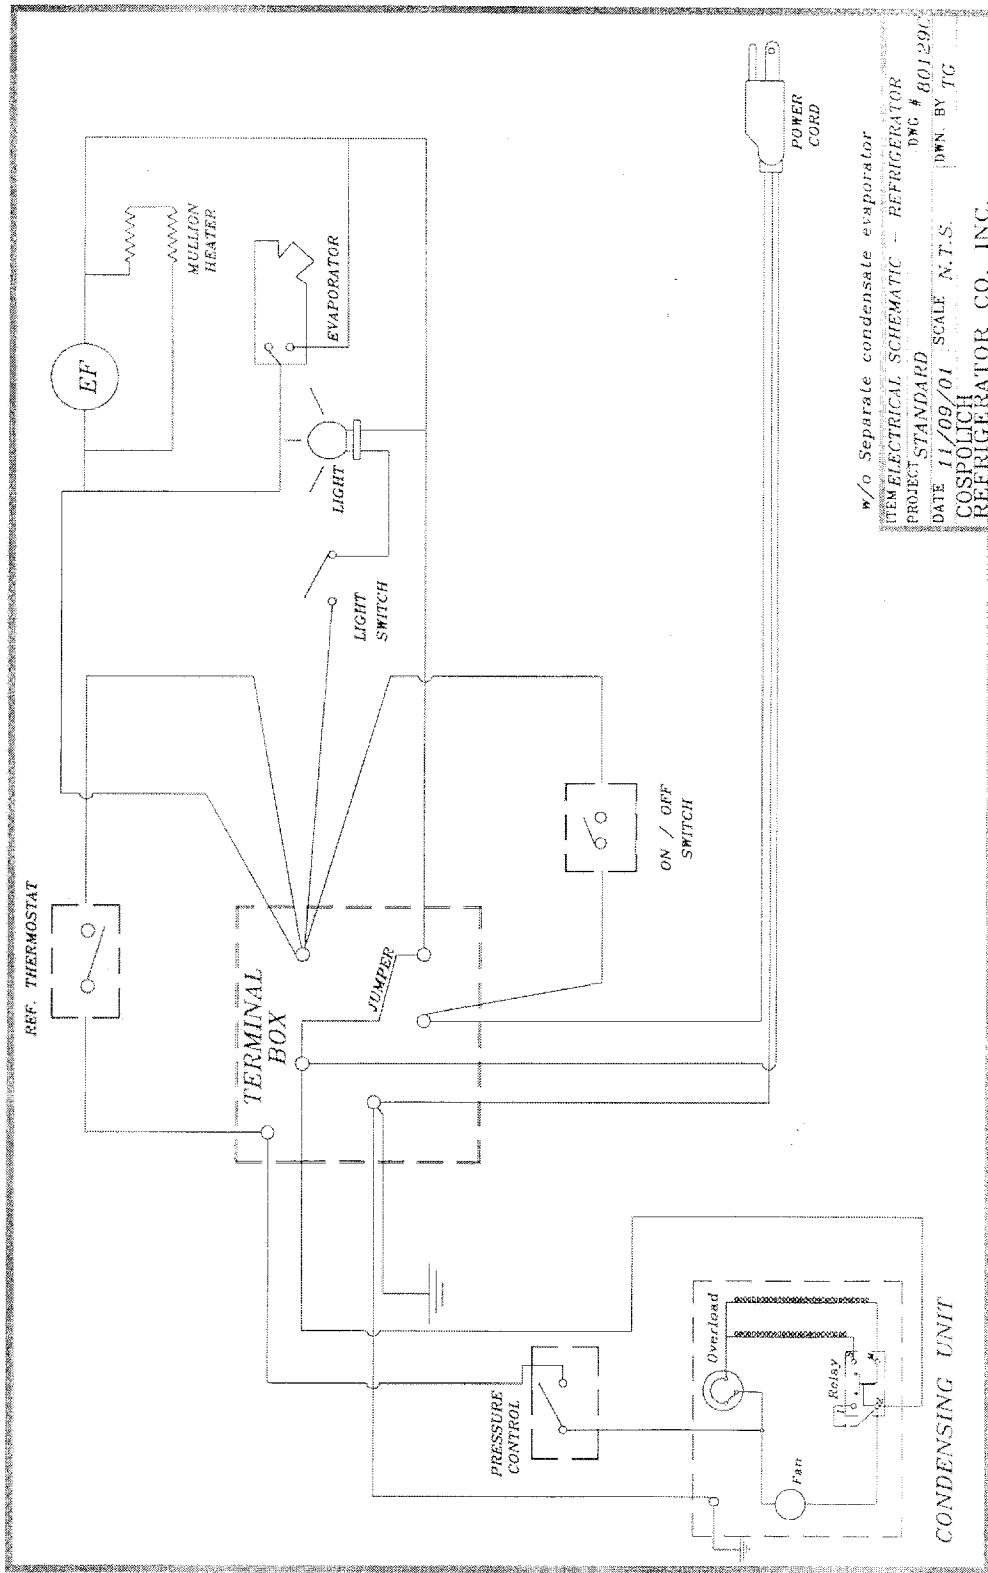 REF. THERMOSTAT
EF
MULLION
HEATER
EVAPORATOR
LIGHT
LIGHT
SWITCH
TERMINAL
BOX
JUMPER
ON / OFF
SWITCH
POWER
CORD
PRESSURE
CONTROL
Overload
Relay
Fan
CONDENSING UNIT
w/o Separate condensate evaporator
ITEM ELECTRICAL SCHEMATIC - REFRIGERATOR
PROJECT STANDARD DWG # 80129C
DATE 11/09/01 SCALE N.T.S. DWN. BY TG
COSPOLICH
REFRIGERATOR CO. INC.